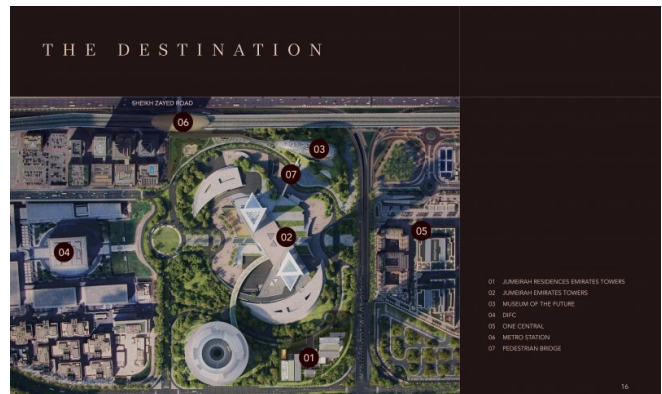 THE DESTINATION
SHEIKH ZAYED ROAD
06
03
07
02
05
04
01
01 JUMEIRAH RESIDENCES EMIRATES TOWERS
02 JUMEIRAH EMIRATES TOWERS
03 MUSEUM OF THE FUTURE
04 DIFC
05 ONE CENTRAL
06 METRO STATION
07 PEDESTRIAN BRIDGE
16